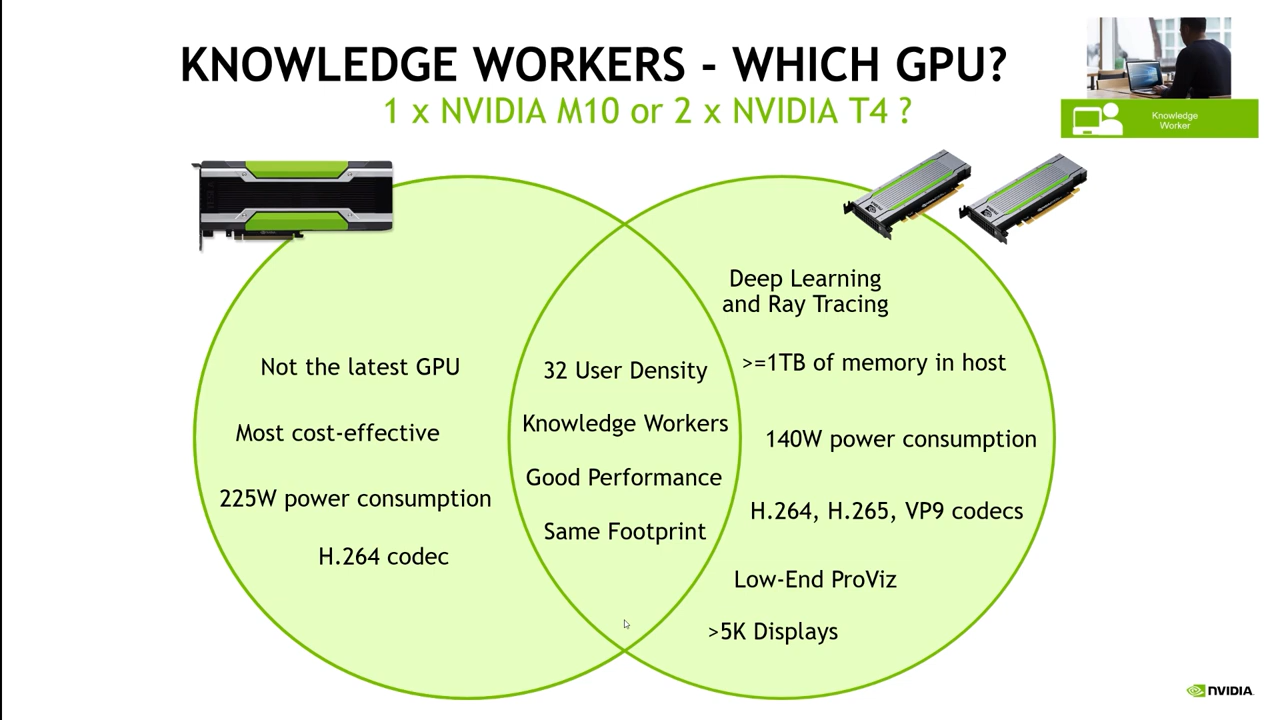 KNOWLEDGE WORKERS - WHICH GPU?
1 x NVIDIA M10 or 2 x NVIDIA T4 ?
Knowledge
Worker
Not the latest GPU
Most cost-effective
225W power consumption
H.264 codec
32 User Density
Knowledge Workers
Good Performance
Same Footprint
Deep Learning
and Ray Tracing
>=1TB of memory in host
140W power consumption
H.264, H.265, VP9 codecs
Low-End ProViz
>5K Displays
NVIDIA.